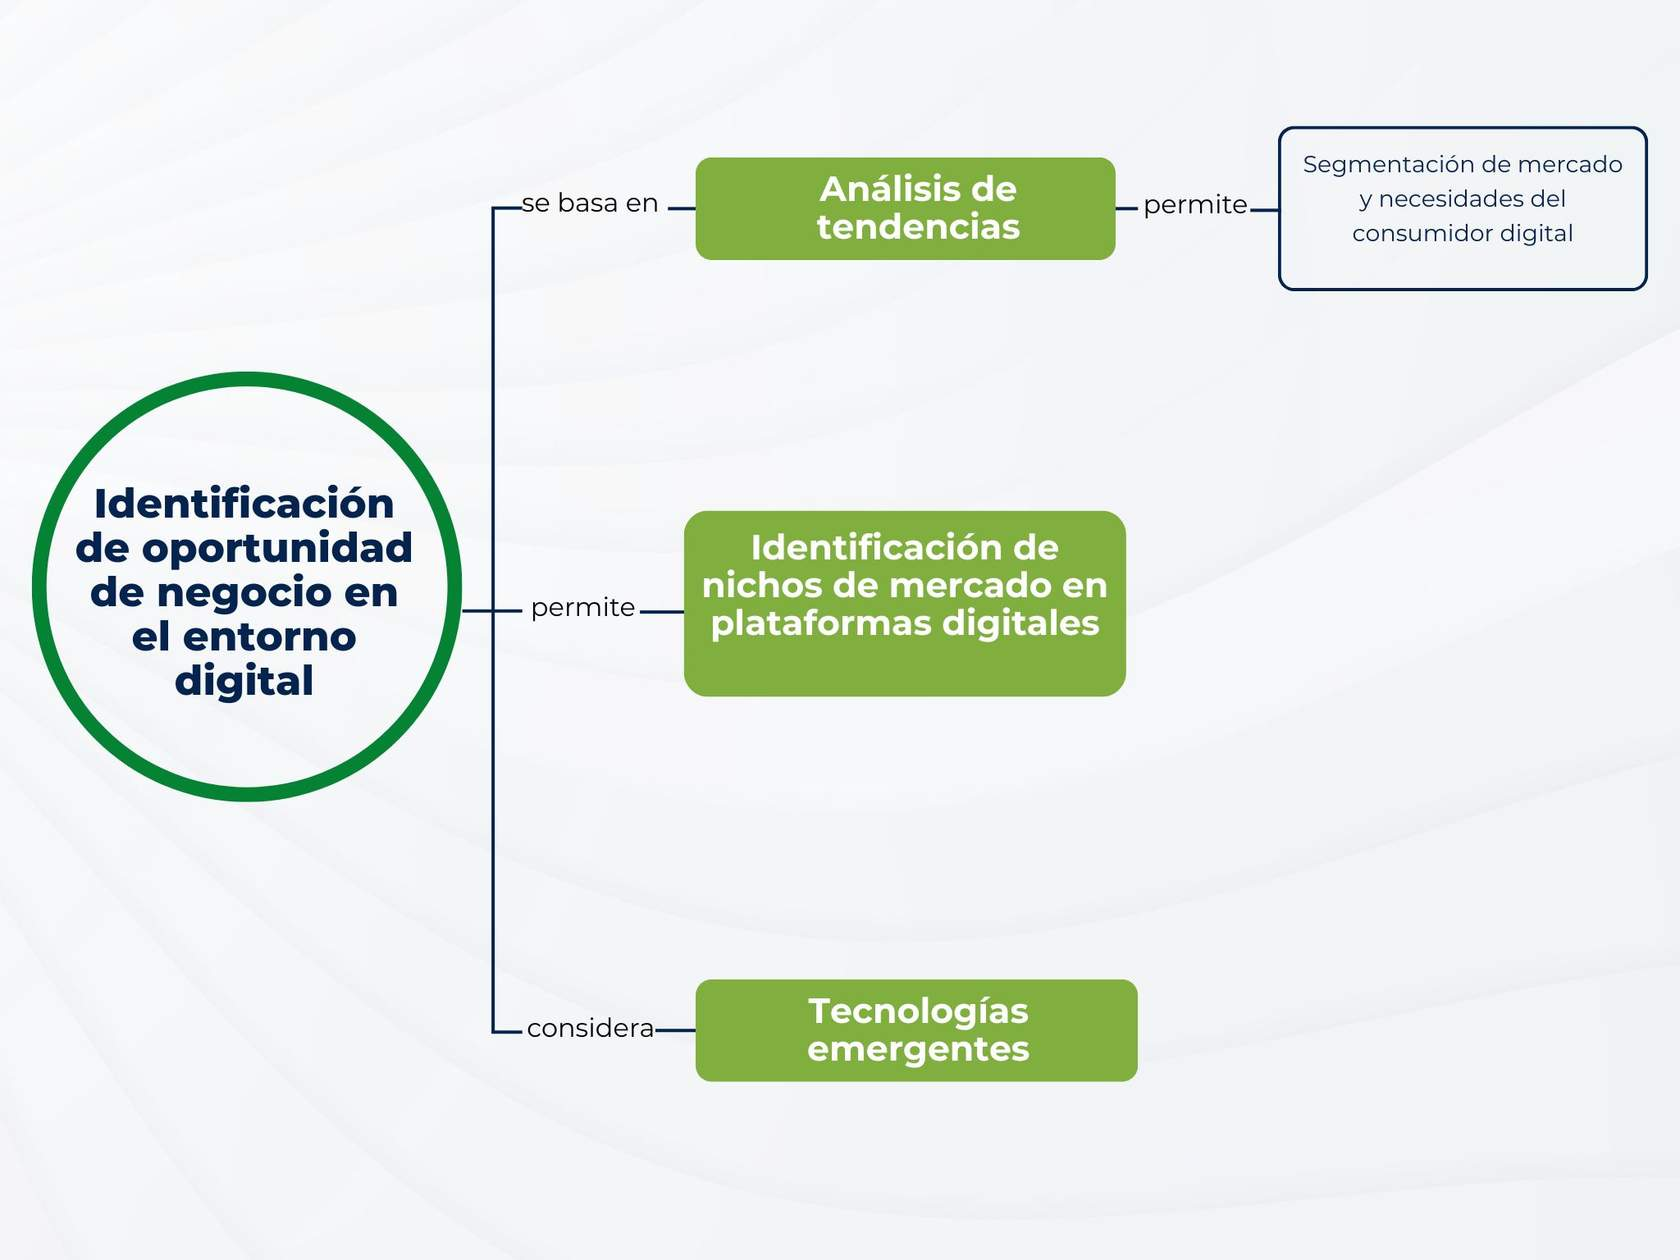 Identificación
de oportunidad
de negocio en
el entorno
digital
se basa en
Análisis de
tendencias
permite
Segmentación de mercado
y necesidades del
consumidor digital
permite
Identificación de
nichos de mercado en
plataformas digitales
considera
Tecnologías
emergentes